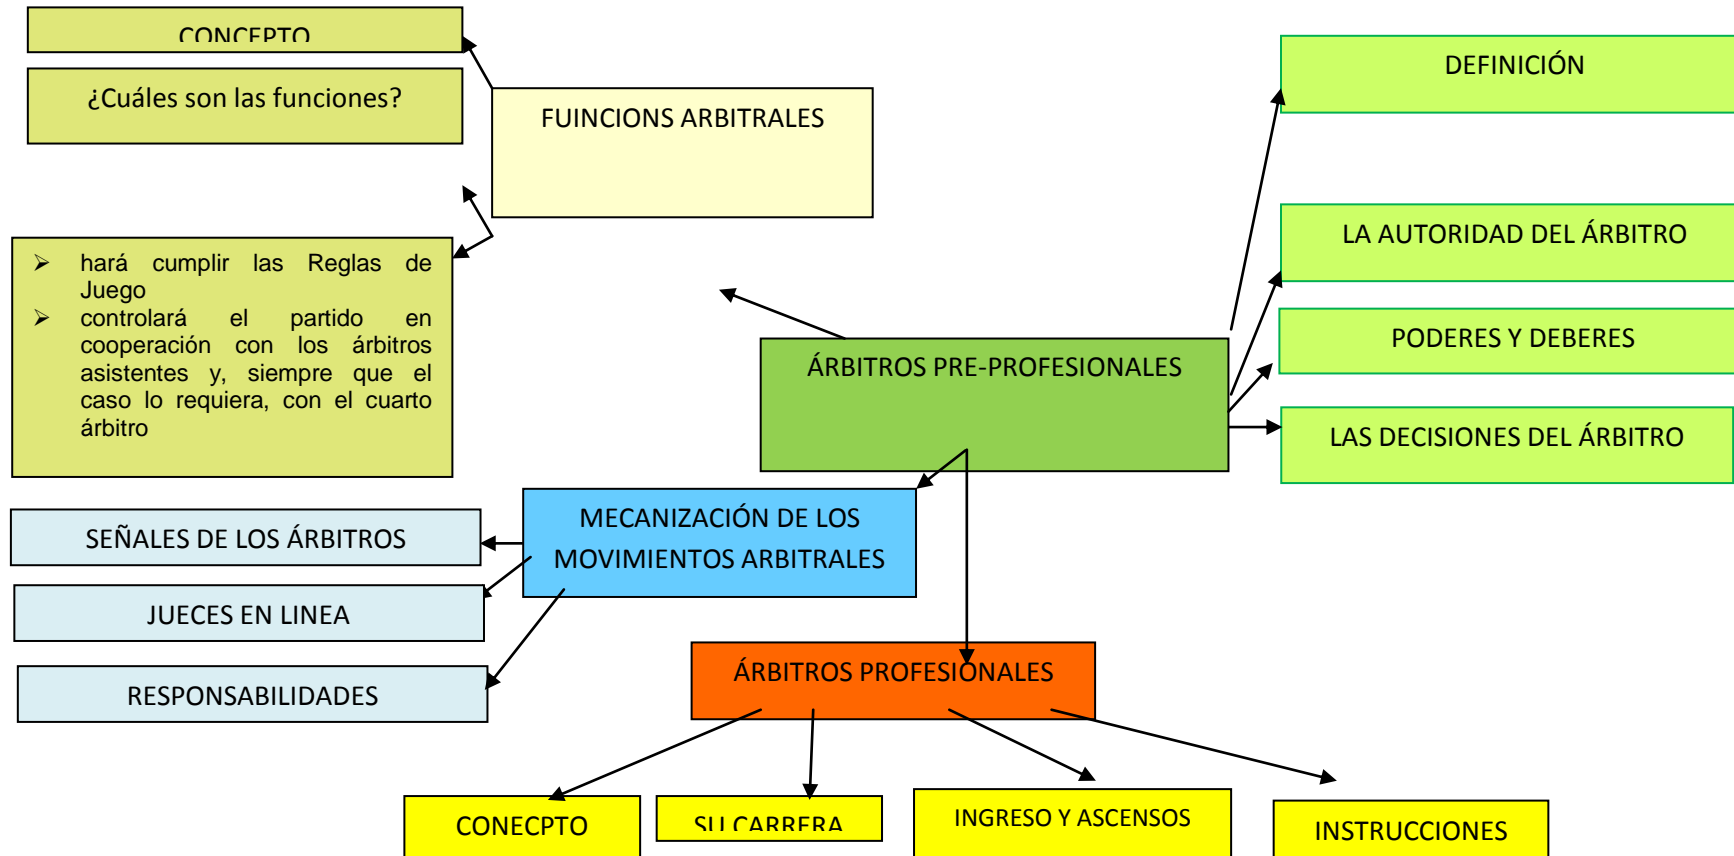 CONCEPTO
¿Cuáles son las funciones?
FUINCIONS ARBITRALES
DEFINICIÓN
LA AUTORIDAD DEL ÁRBITRO
PODERES Y DEBERES
LAS DECISIONES DEL ÁRBITRO
➢ hará cumplir las Reglas de
Juego
➢ controlará el partido en
cooperación con los árbitros
asistentes y, siempre que el
caso lo requiera, con el cuarto
árbitro
ÁRBITROS PRE-PROFESIONALES
MECANIZACIÓN DE LOS
MOVIMIENTOS ARBITRALES
SEÑALES DE LOS ÁRBITROS
JUECES EN LINEA
RESPONSABILIDADES
ÁRBITROS PROFESIONALES
CONECPTO
SU CARRERA
INGRESO Y ASCENSOS
INSTRUCCIONES